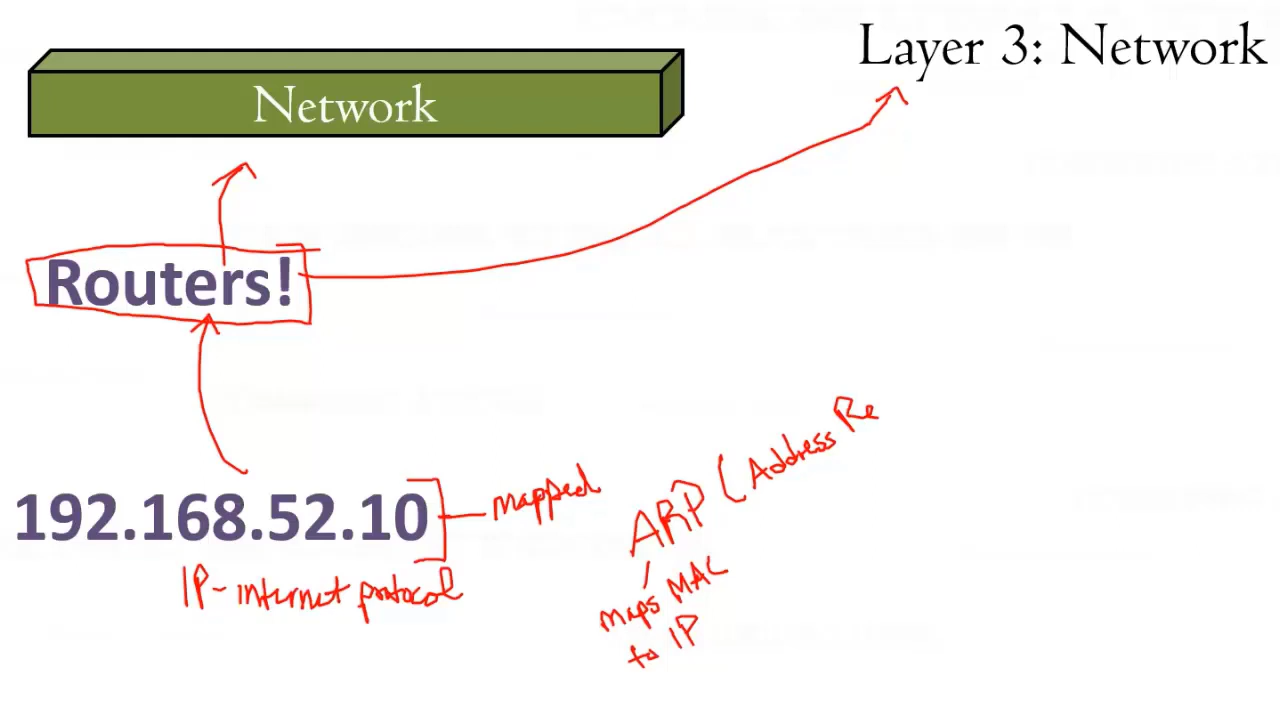 Layer 3: Network
Network
Routers!
192.168.52.10
mapped
IP - internet protocol
ARP (Address Re
maps MAC
to IP